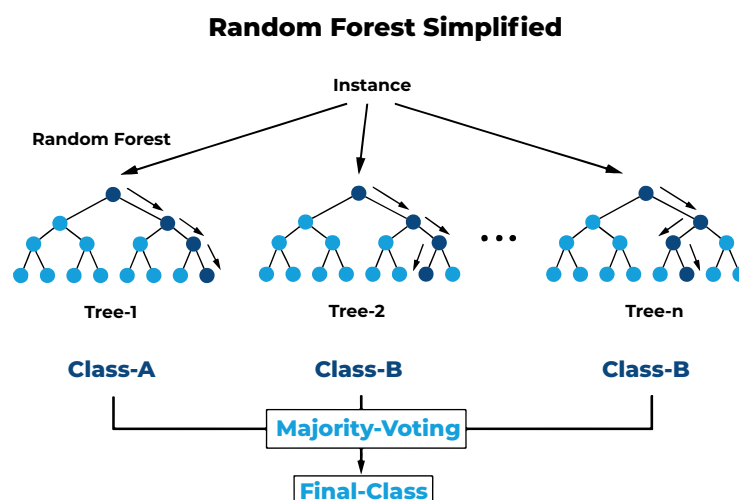 Random Forest Simplified
Instance
Random Forest
Tree-1
Tree-2
Tree-n
Class-A
Class-B
Class-B
Majority-Voting
Final-Class